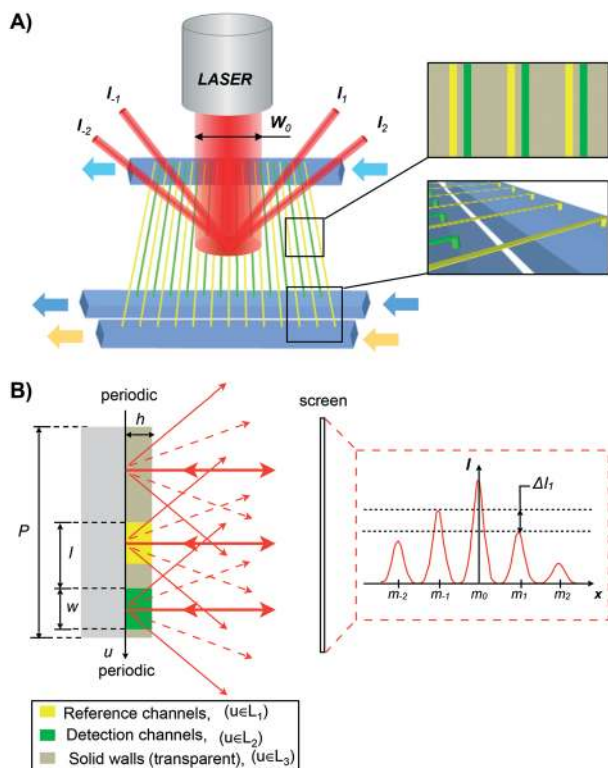 A)
LASER
I-1
I-2
W0
I1
I2
B)
periodic
h
P
l
w
u
periodic
screen
I
ΔI1
m-2 m-1 m0 m1 m2 x
Reference channels, (u∈L1)
Detection channels, (u∈L2)
Solid walls (transparent), (u∈L3)